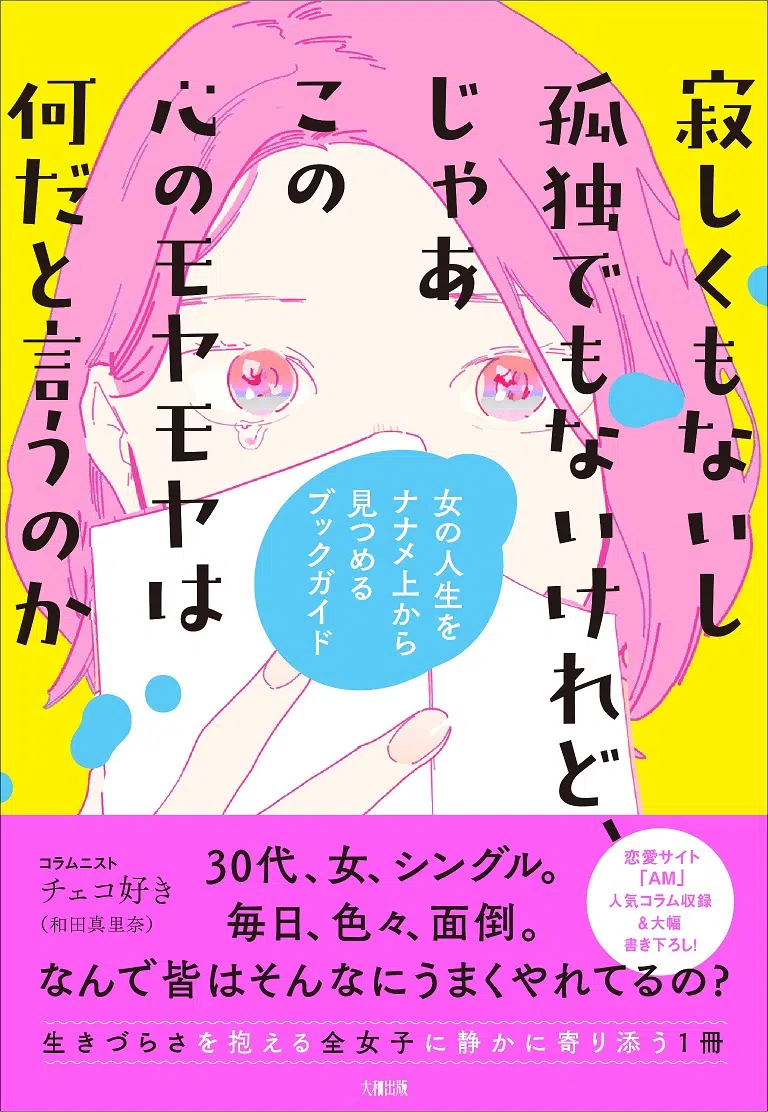 寂しくもないし
孤独でもないけれど、
じゃあ
この
心のモヤモヤは
何だと言うのか
女の人生を
ナナメ上から
見つめる
ブックガイド
コラムニスト
チェコ好き
(和田真里奈)
30代、女、シングル。
毎日、色々、面倒。
なんで皆はそんなにうまくやれてるの?
恋愛サイト
「AM」
人気コラム収録
&大幅
書き下ろし!
生きづらさを抱える全女子に静かに寄り添う1冊
大和出版